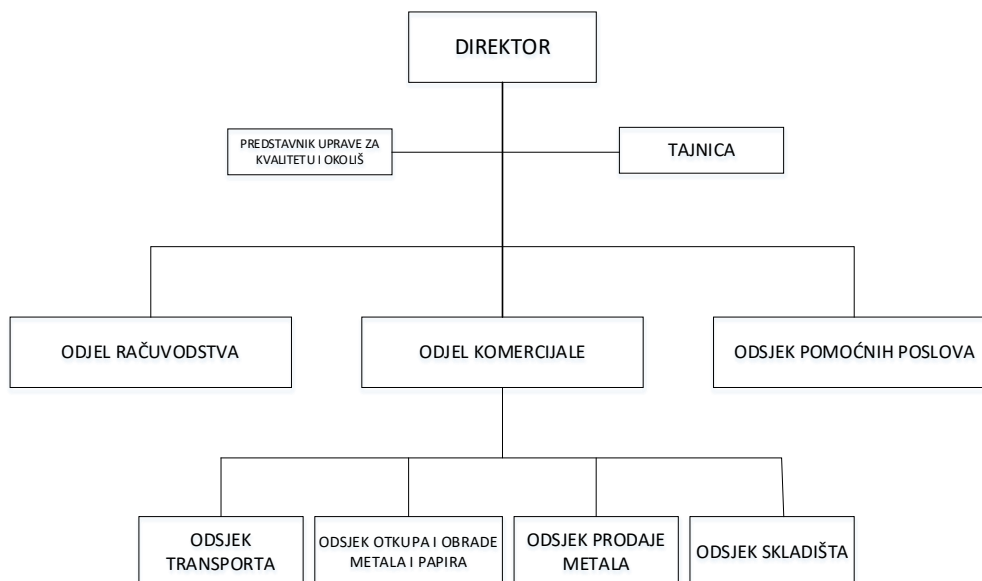 DIREKTOR
PREDSTAVNIK UPRAVE ZA
KVALITETU I OKOLIŠ
TAJNICA
ODJEL RAČUVODSTVA
ODJEL KOMERCIJALE
ODSJEK POMOĆNIH POSLOVA
ODSJEK
TRANSPORTA
ODSJEK OTKUPA I OBRADE
METALA I PAPIRA
ODSJEK PRODAJE
METALA
ODSJEK SKLADIŠTA